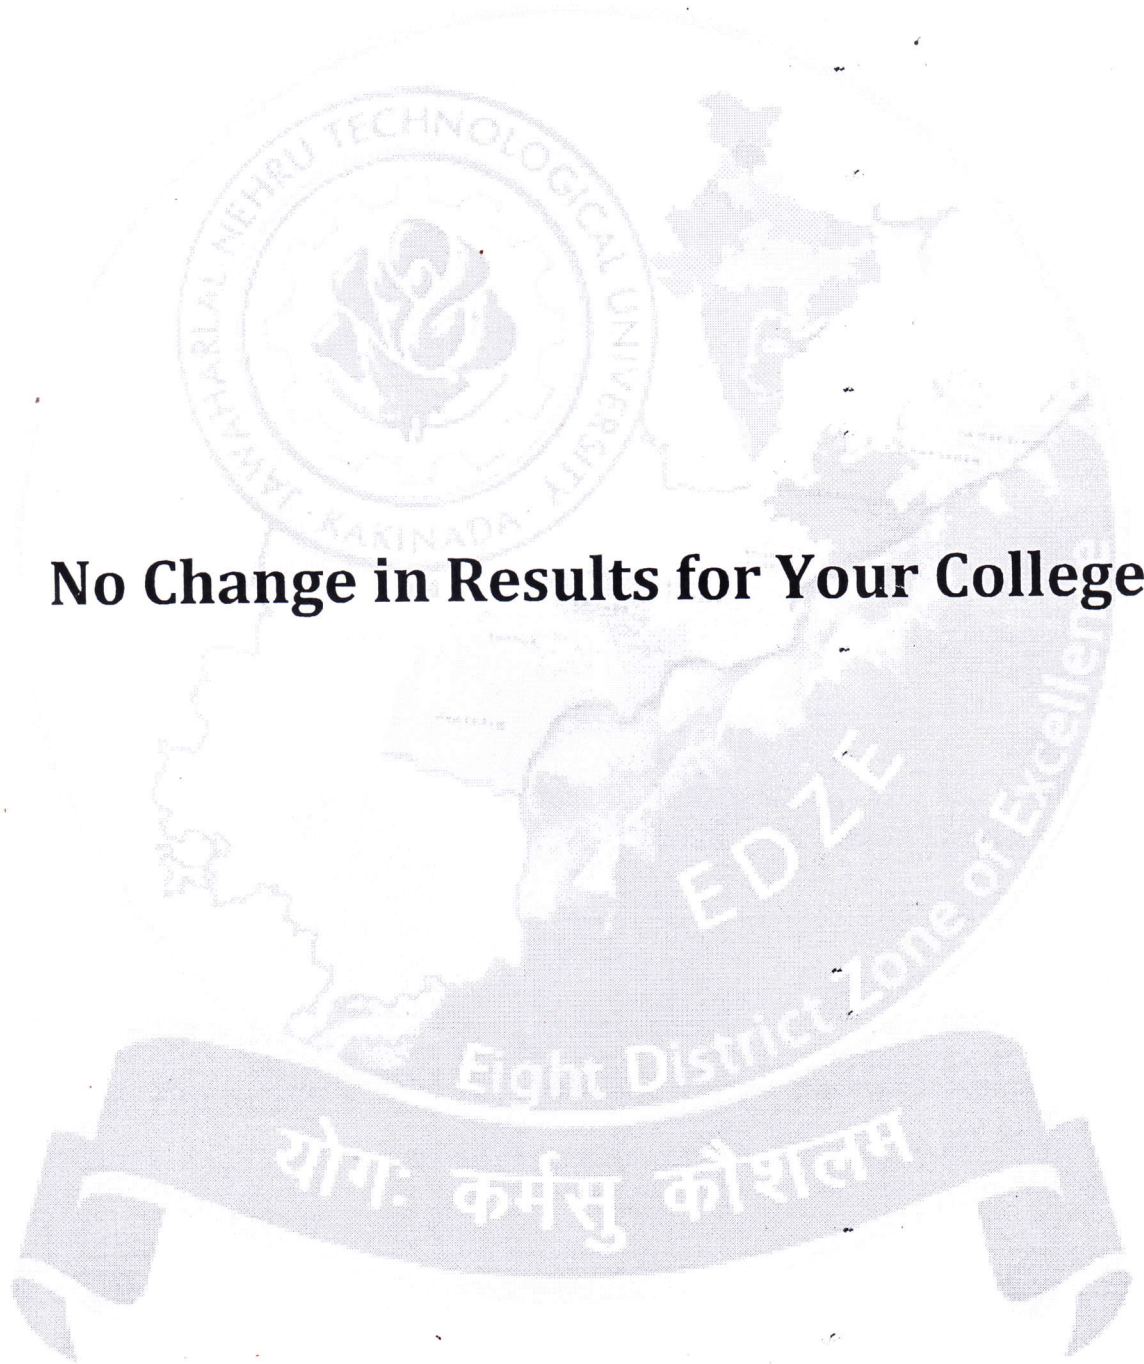 JAWAHARLAL NEHRU TECHNOLOGICAL UNIVERSITY
KAKINADA
No Change in Results for Your College
EDZE
Eight District Zone of Excellence
योगः कर्मसु कौशलम